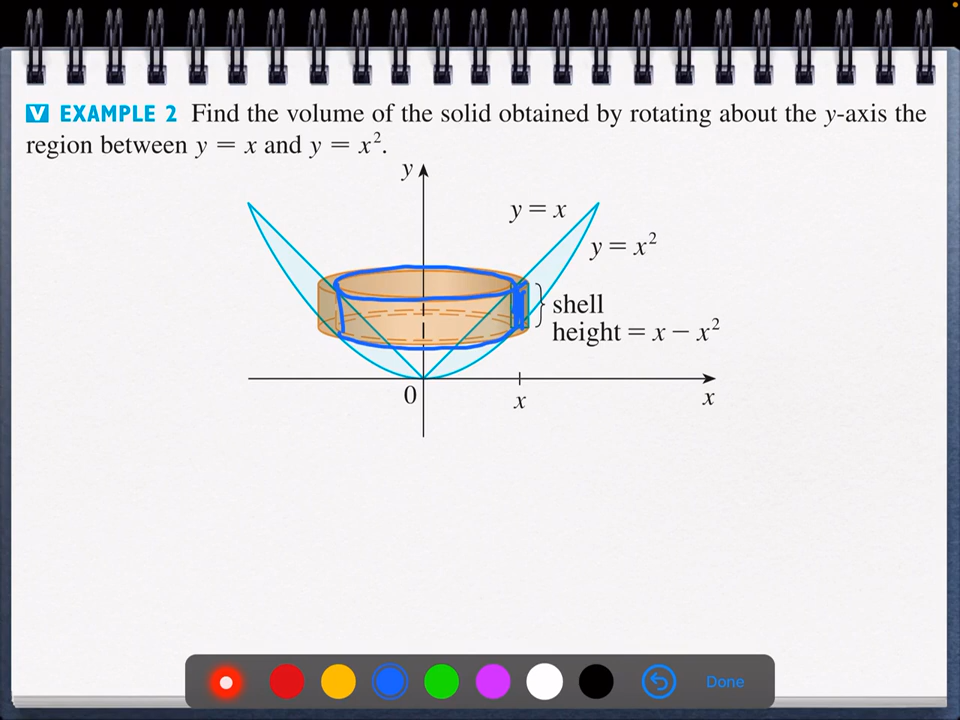 V EXAMPLE 2 Find the volume of the solid obtained by rotating about the y-axis the
region between y = x and y = x².
y
y = x
y = x²
shell
height = x − x²
0
x
x
Done